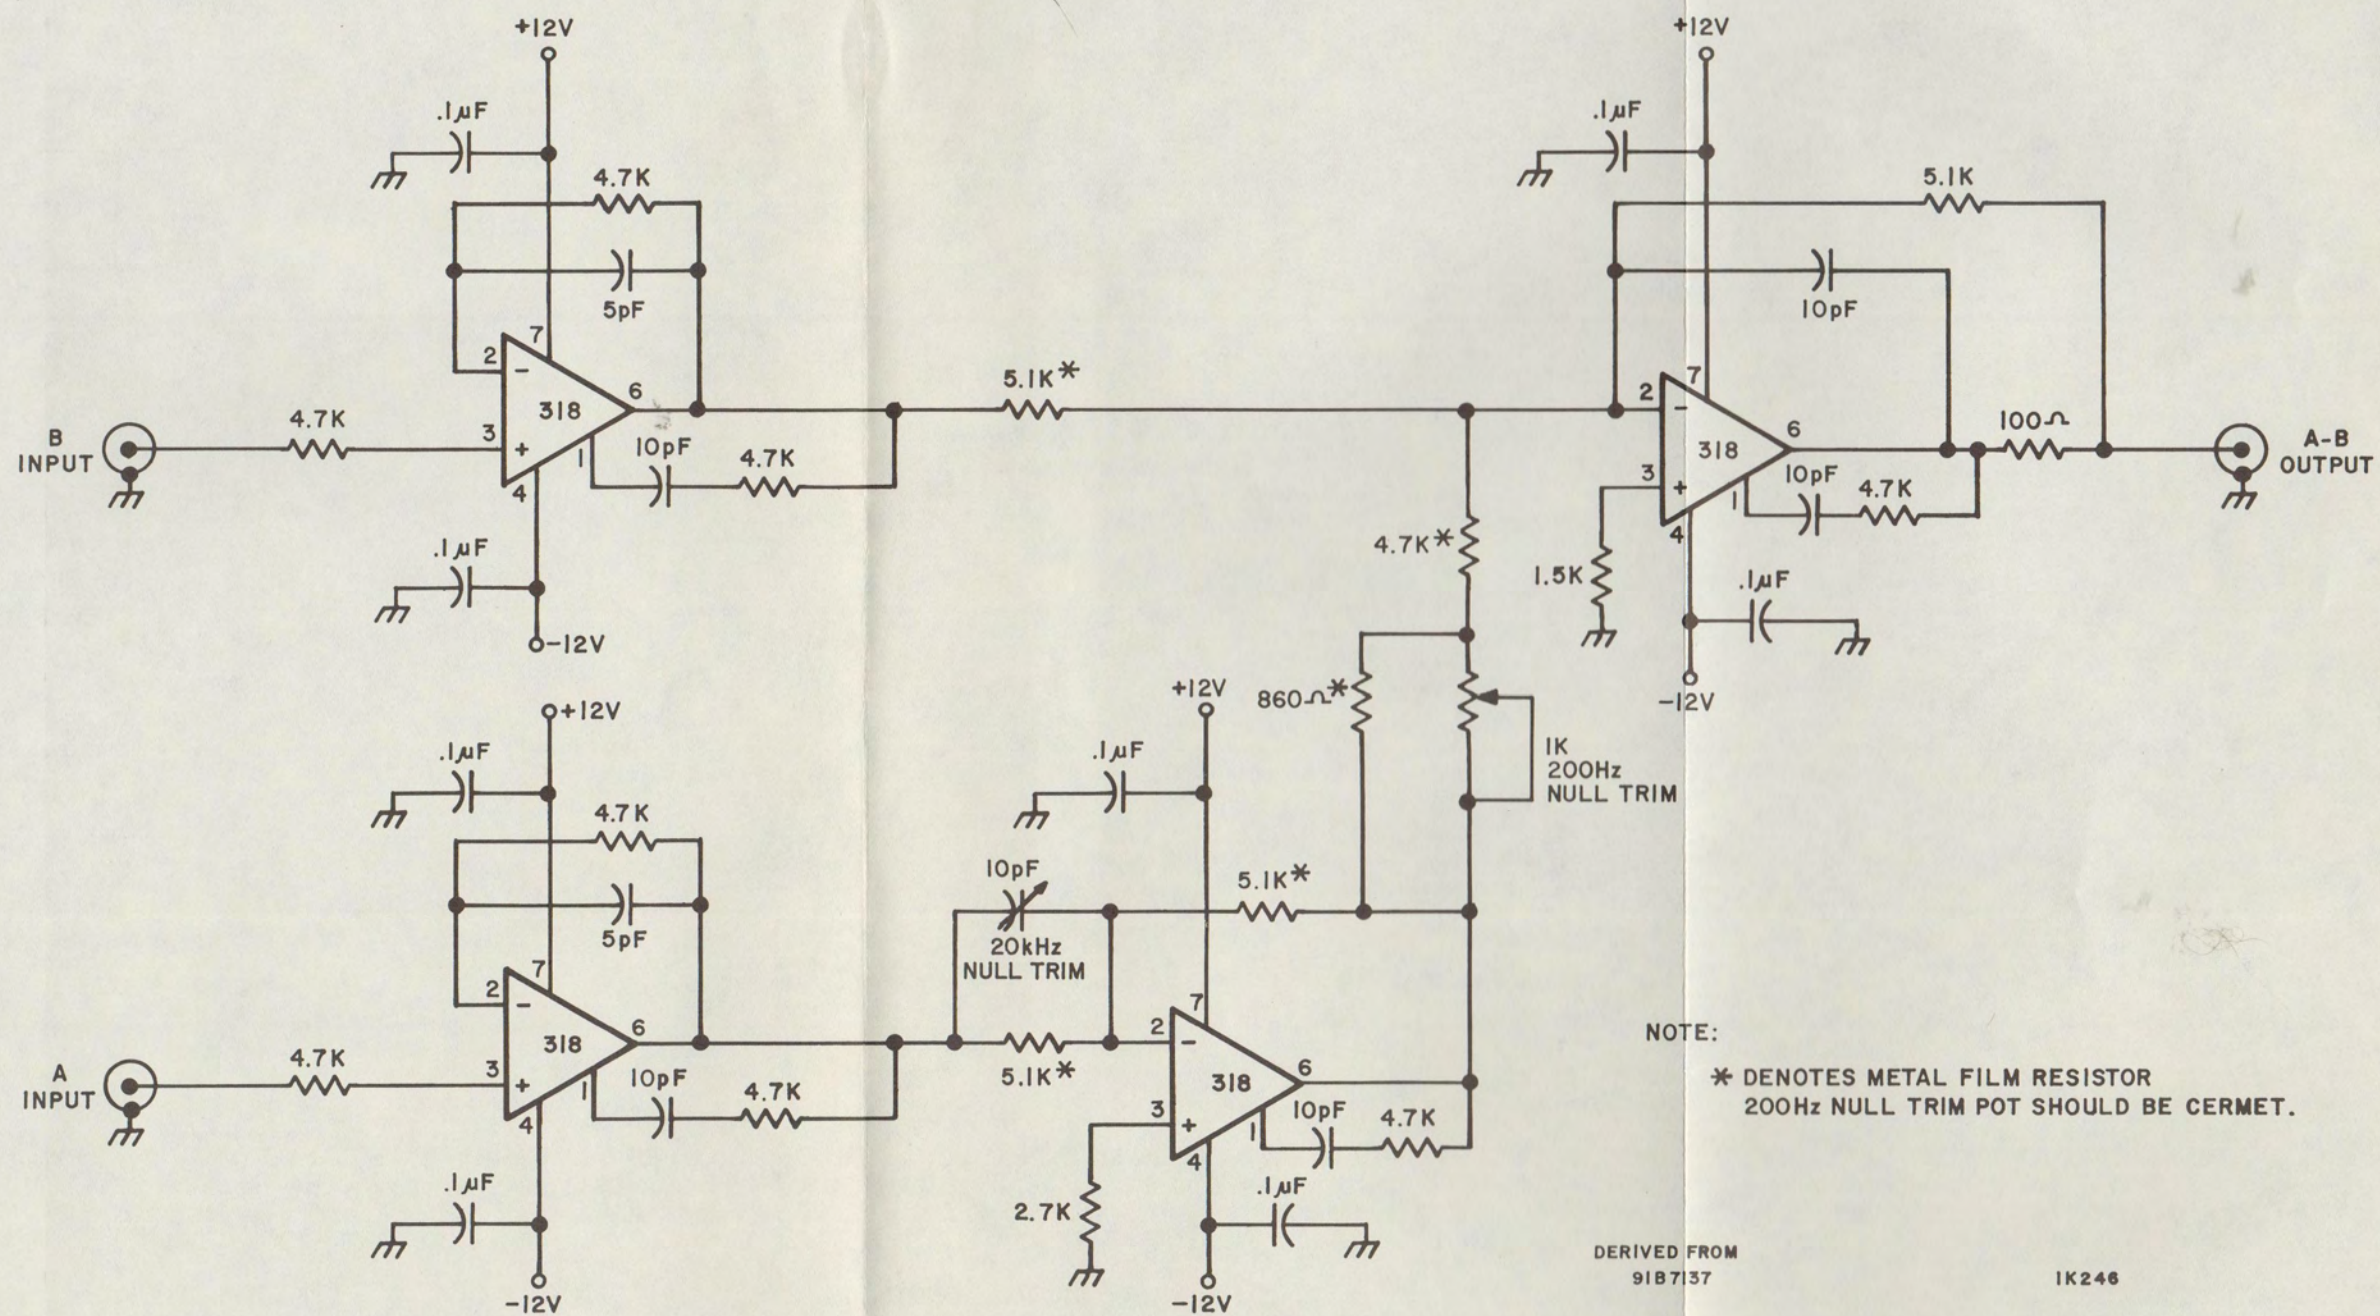 +12V
+12V
.1µF
.1µF
4.7K
5.1K
5pF
10pF
7
2
-
318
6
5.1K*
7
2
-
318
6
100Ω
A-B
OUTPUT
B
INPUT
4.7K
3
+
1
4
10pF
4.7K
3
+
1
4
10pF
4.7K
4.7K*
1.5K
.1µF
-12V
.1µF
-12V
+12V
+12V
860Ω*
1K
200Hz
NULL TRIM
.1µF
.1µF
4.7K
5pF
10pF
20kHz
NULL TRIM
5.1K*
7
2
-
318
6
5.1K*
7
2
-
318
6
A
INPUT
4.7K
3
+
1
4
10pF
4.7K
3
+
1
4
10pF
4.7K
2.7K
.1µF
-12V
.1µF
-12V
NOTE:
* DENOTES METAL FILM RESISTOR
200Hz NULL TRIM POT SHOULD BE CERMET.
DERIVED FROM
91B7137
1K246